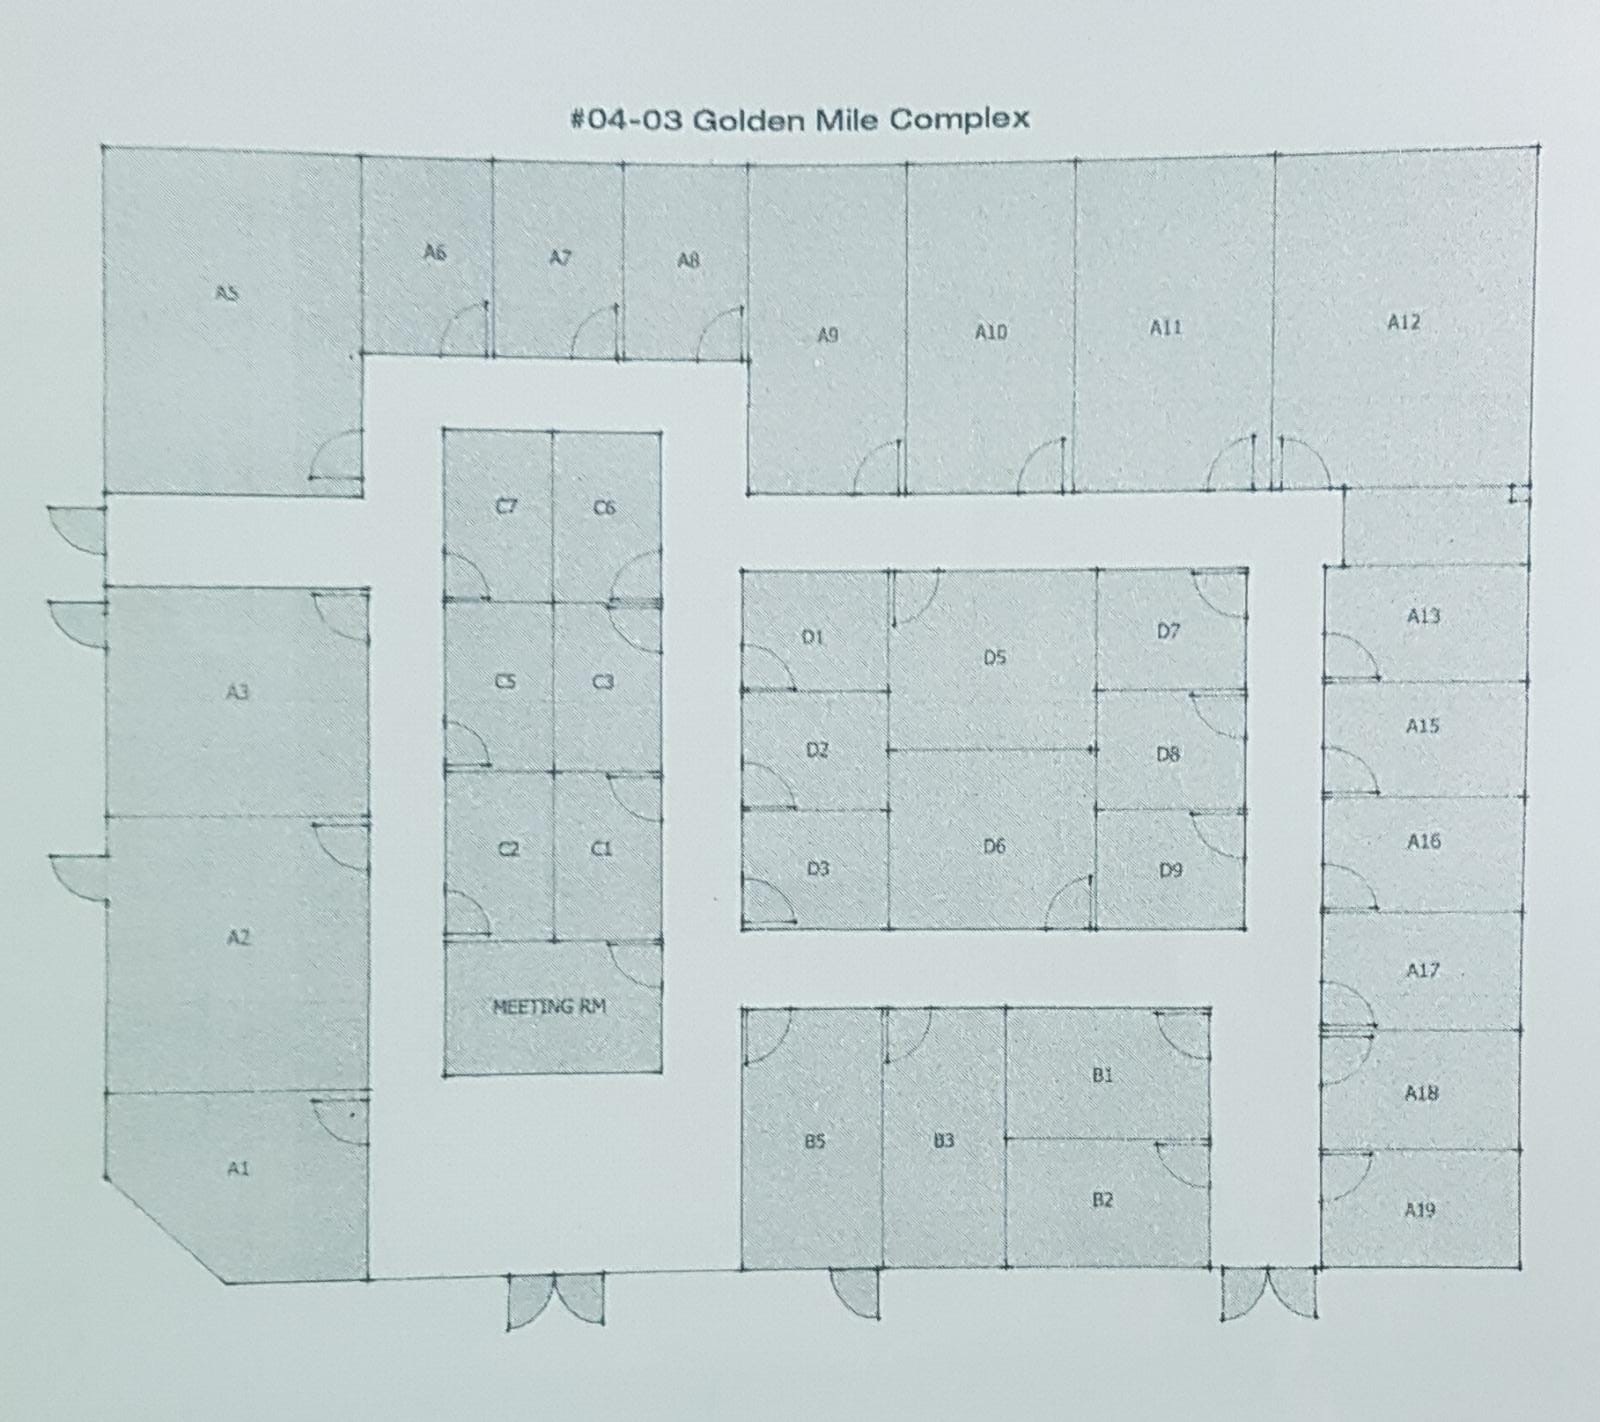 #04-03 Golden Mile Complex
A5
A6
A7
A8
A9
A10
A11
A12
C7
C6
A3
C5
C3
D1
D5
D7
A13
D2
D8
A15
C2
C1
D3
D6
D9
A16
A2
MEETING RM
A17
B1
A18
A1
B5
B3
B2
A19